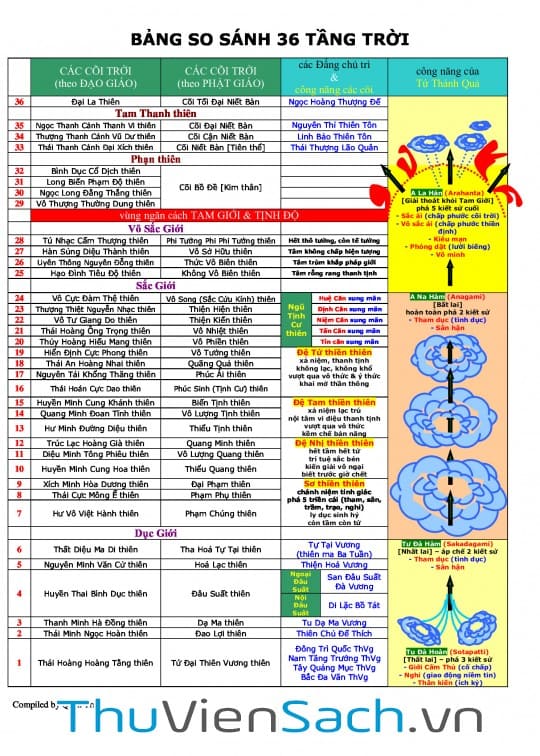 BẢNG SO SÁNH 36 TẦNG TRỜI
CÁC CÕI TRỜI
(theo ĐẠO GIÁO)
CÁC CÕI TRỜI
(theo PHẬT GIÁO)
các Đấng chủ trì
&
công năng các cõi
công năng của
Tứ Thánh Quả
36 Đại La Thiên Cõi Tối Đại Niết Bàn Ngọc Hoàng Thượng Đế
Tam Thanh thiên
35 Ngọc Thanh Cảnh Thanh Vi thiên Cõi Đại Niết Bàn Nguyên Thỉ Thiên Tôn
34 Thượng Thanh Cảnh Vũ Dư thiên Cõi Cận Niết Bàn Linh Bảo Thiên Tôn
33 Thái Thanh Cảnh Đại Xích thiên Cõi Niết Bàn [Tiên thể] Thái Thượng Lão Quân
Phạn thiên
32 Bình Dục Cổ Dịch thiên
31 Long Biến Phạm Độ thiên
30 Ngọc Long Đằng Thắng thiên
29 Vô Thượng Thường Dung thiên
Cõi Bồ Đề [Kim thân]
vùng ngăn cách TAM GIỚI & TỊNH ĐỘ
Vô Sắc Giới
28 Tú Nhạc Cấm Thượng thiên Phi Tưởng Phi Phi Tưởng thiên Hết thô tưởng, còn tế tưởng
27 Hàn Sủng Diệu Thành thiên Vô Sở Hữu thiên Tâm không chấp hiện tượng
26 Uyên Thông Nguyên Đỗng thiên Thức Vô Biên thiên Tâm trùm khắp pháp giới
25 Hạo Đình Tiêu Độ thiên Không Vô Biên thiên Tâm rỗng rang thanh tịnh
A La Hán (Arahanta)
[Giải thoát khỏi Tam Giới]
phá 5 kiết sử cuối
- Sắc ái (chấp phước cõi trời)
- Vô sắc ái (chấp phước thiền định)
- Kiêu mạn
- Phóng dật (lười biếng)
- Vô minh
Sắc Giới
24 Vô Cực Đàm Thệ thiên Vô Song (Sắc Cứu Kính) thiên Huệ Căn sung mãn
23 Thượng Thiệt Nguyễn Nhạc thiên Thiện Hiện thiên Định Căn sung mãn
22 Vô Tư Giang Do thiên Thiện Kiến thiên Niệm Căn sung mãn
21 Thái Hoàng Ông Trọng thiên Vô Nhiệt thiên Tấn Căn sung mãn
20 Thủy Hoàng Hiếu Mang thiên Vô Phiền thiên Tín căn sung mãn
Ngũ
Tịnh
Cư
thiên
19 Hiển Định Cực Phong thiên Vô Tưởng thiên
18 Thái An Hoàng Nhai thiên Quảng Quả thiên
17 Nguyên Tái Khổng Thăng thiên Phúc Ái thiên
16 Thái Hoán Cực Dao thiên Phúc Sinh (Tịnh Cư) thiên
Đệ Tứ thiền thiên
xả niệm, thanh tịnh
không lạc, không khổ
vượt qua vô thức & ý thức
khai mở thần thông
15 Huyền Minh Cung Khánh thiên Biến Tịnh thiên
14 Quang Minh Đoan Tĩnh thiên Vô Lượng Tịnh thiên
13 Hư Minh Đường Diệu thiên Thiểu Tịnh thiên
Đệ Tam thiền thiên
xả niệm lạc trú
nội tâm vi diệu thanh tịnh
vượt qua vô thức
kềm chế bản năng
12 Trúc Lạc Hoàng Già thiên Quang Minh thiên
11 Diệu Minh Tông Phiêu thiên Vô Lượng Quang thiên
10 Huyền Minh Cung Hoa thiên Thiểu Quang thiên
Đệ Nhị thiền thiên
hết tầm hết tứ
trí tuệ sắc bén
kiến giải vô ngại
biết trước giờ chết
9 Xích Minh Hòa Dương thiên Đại Phạm thiên
8 Thái Cực Mông Ế thiên Phạm Phụ thiên
7 Hư Vô Việt Hành thiên Phạm Chúng thiên
Sơ thiền thiên
chánh niệm tỉnh giác
phá 5 triền cái (tham, sân,
trầm, trạo, nghi)
ly dục sinh hỷ
còn tầm còn tứ
A Na Hàm (Anagami)
[Bất lai]
hoàn toàn phá 2 kiết sử
- Tham dục (tình dục)
- Sân hận
Dục Giới
6 Thất Diệu Ma Di thiên Tha Hoá Tự Tại thiên Tự Tại Vương
(thiên ma Ba Tuần)
5 Nguyên Minh Văn Cử thiên Hoá Lạc thiên Thiện Hoá Vương
4 Huyền Thai Bình Dục thiên Đâu Suất thiên
Ngoại
Đâu
Suất
San Đâu Suất
Đà Vương
Nội
Đâu
Suất
Di Lặc Bồ Tát
3 Thanh Minh Hà Đồng thiên Dạ Ma thiên Tu Dạ Ma Vương
2 Thái Minh Ngọc Hoàn thiên Đao Lợi thiên Thiên Chủ Đế Thích
1 Thái Hoàng Hoàng Tằng thiên Tứ Đại Thiên Vương thiên
Đông Trì Quốc ThVg
Nam Tăng Trưởng ThVg
Tây Quảng Mục ThVg
Bắc Đa Văn ThVg
Tư Đà Hàm (Sakadagami)
[Nhất lai] – áp chế 2 kiết sử
- Tham dục (tình dục)
- Sân hận
Tu Đà Hoàn (Sotapatti)
[Thất lai] – phá 3 kiết sử
- Giới Cấm Thủ (cố chấp)
- Nghi (giao động niềm tin)
- Thân kiến (ích kỷ)
Compiled by
ThuVienSach.vn